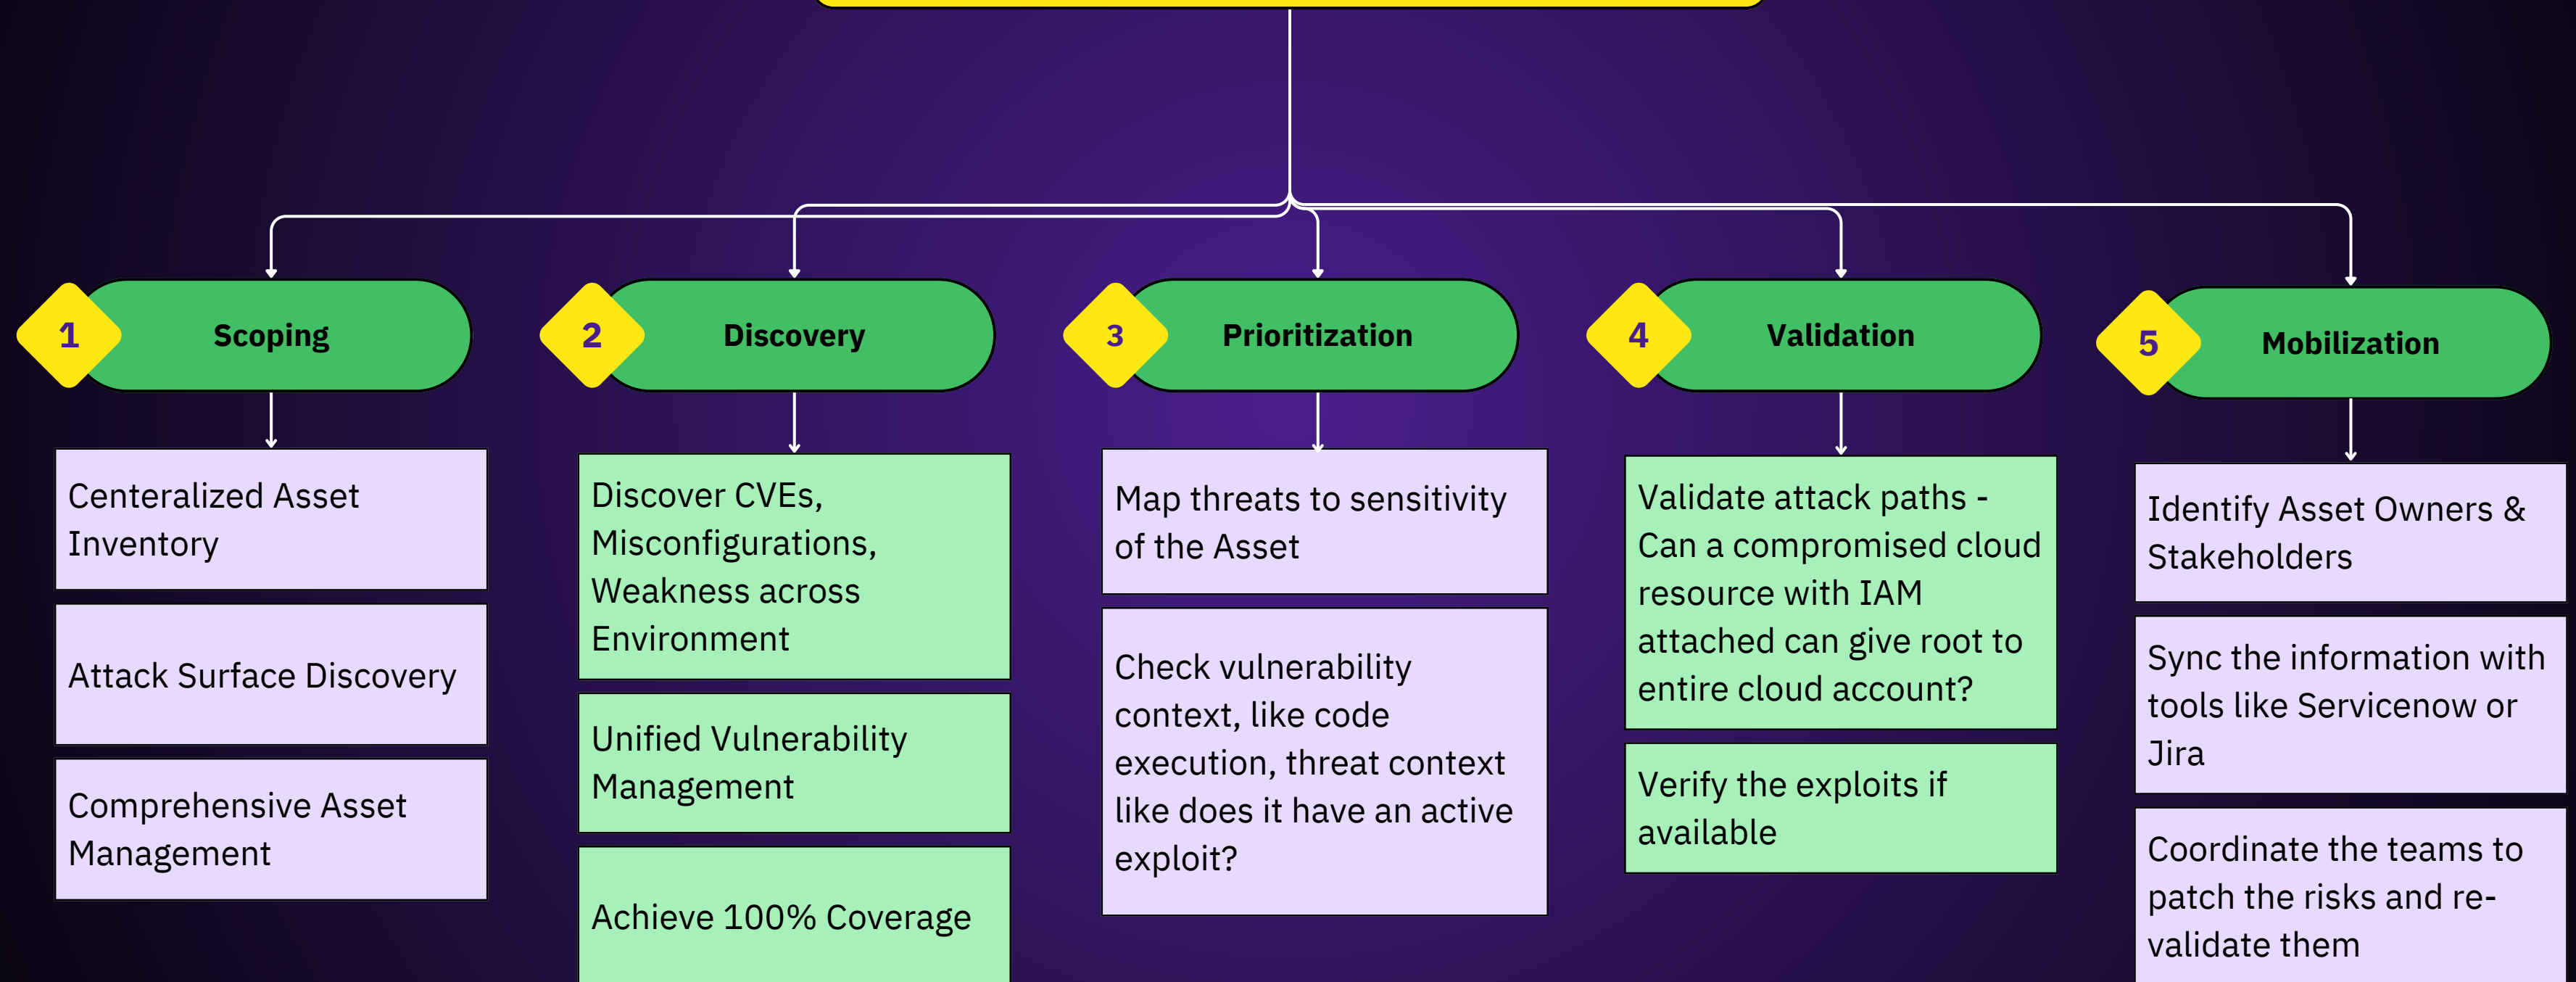 1
Scoping
Centeralized Asset
Inventory
Attack Surface Discovery
Comprehensive Asset
Management
2
Discovery
Discover CVEs,
Misconfigurations,
Weakness across
Environment
Unified Vulnerability
Management
Achieve 100% Coverage
3
Prioritization
Map threats to sensitivity
of the Asset
Check vulnerability
context, like code
execution, threat context
like does it have an active
exploit?
4
Validation
Validate attack paths -
Can a compromised cloud
resource with IAM
attached can give root to
entire cloud account?
Verify the exploits if
available
5
Mobilization
Identify Asset Owners &
Stakeholders
Sync the information with
tools like Servicenow or
Jira
Coordinate the teams to
patch the risks and re-
validate them